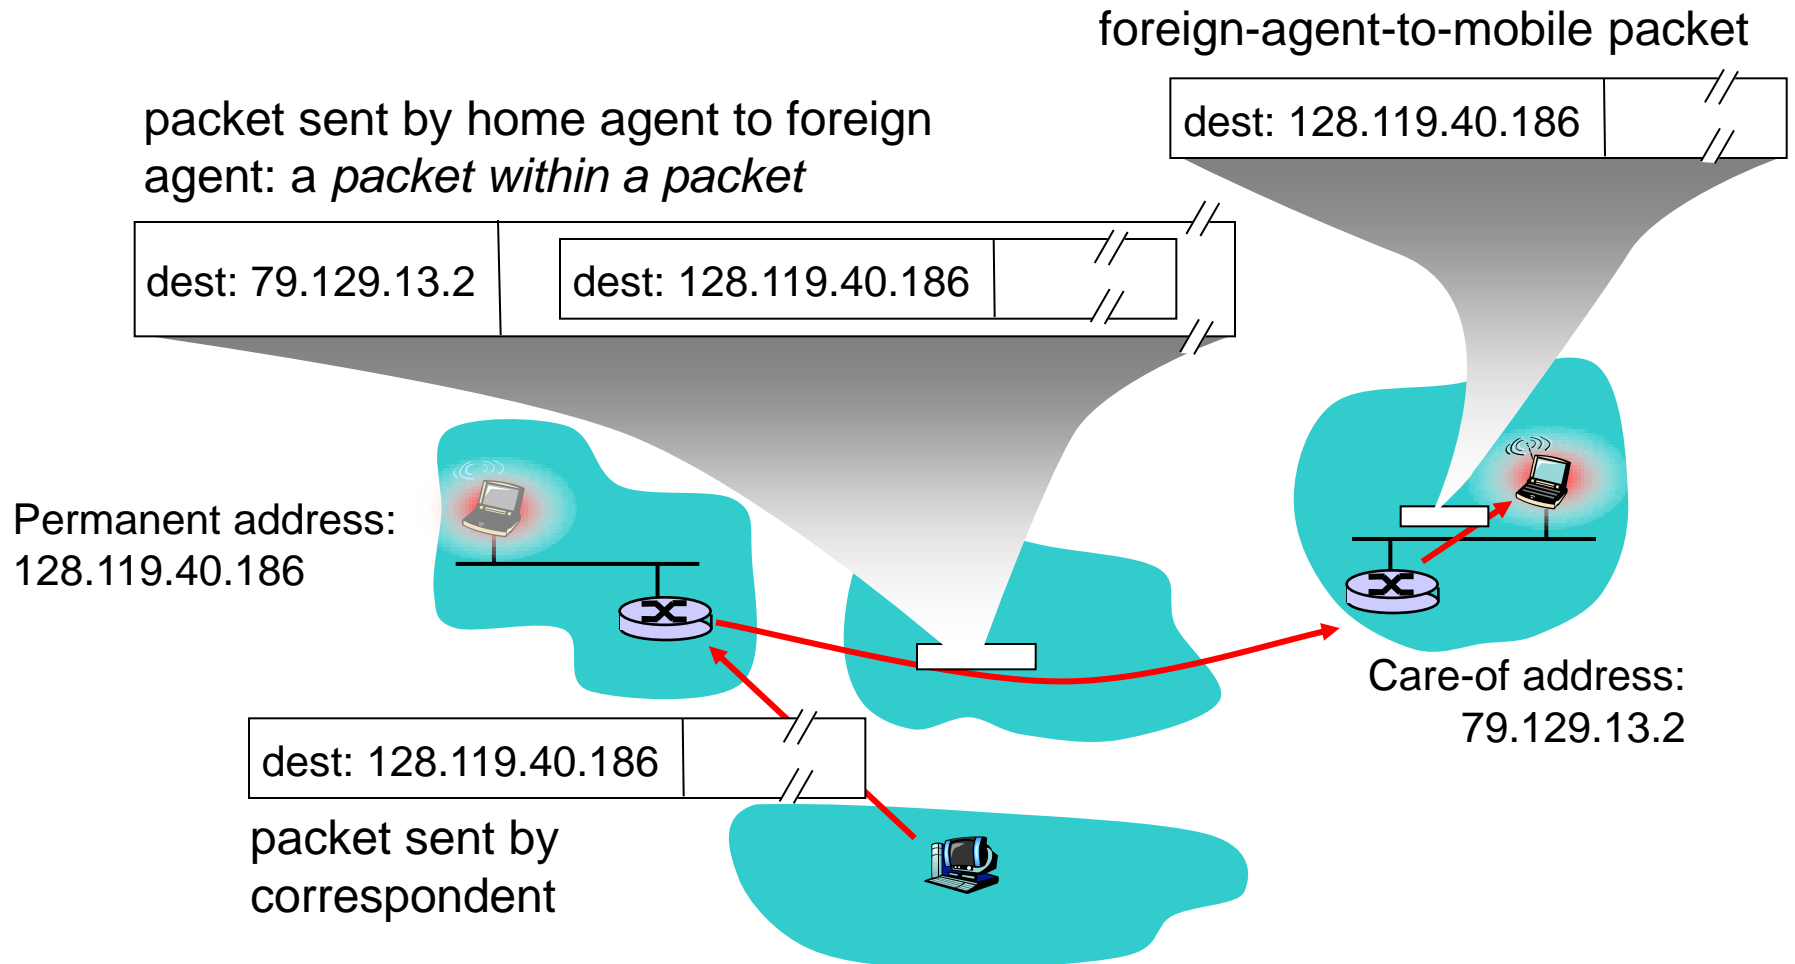 foreign-agent-to-mobile packet
dest: 128.119.40.186
packet sent by home agent to foreign
agent: a packet within a packet
dest: 79.129.13.2
dest: 128.119.40.186
Permanent address:
128.119.40.186
Care-of address:
79.129.13.2
dest: 128.119.40.186
packet sent by
correspondent